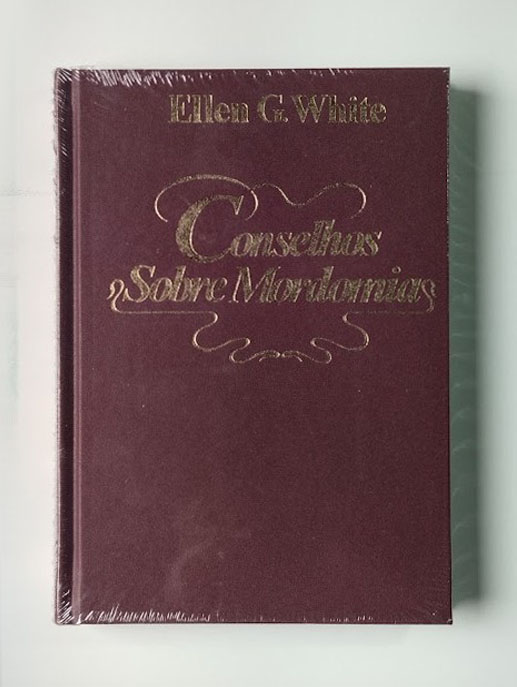 Ellen G. White
Conselhos
Sobre Mordomia